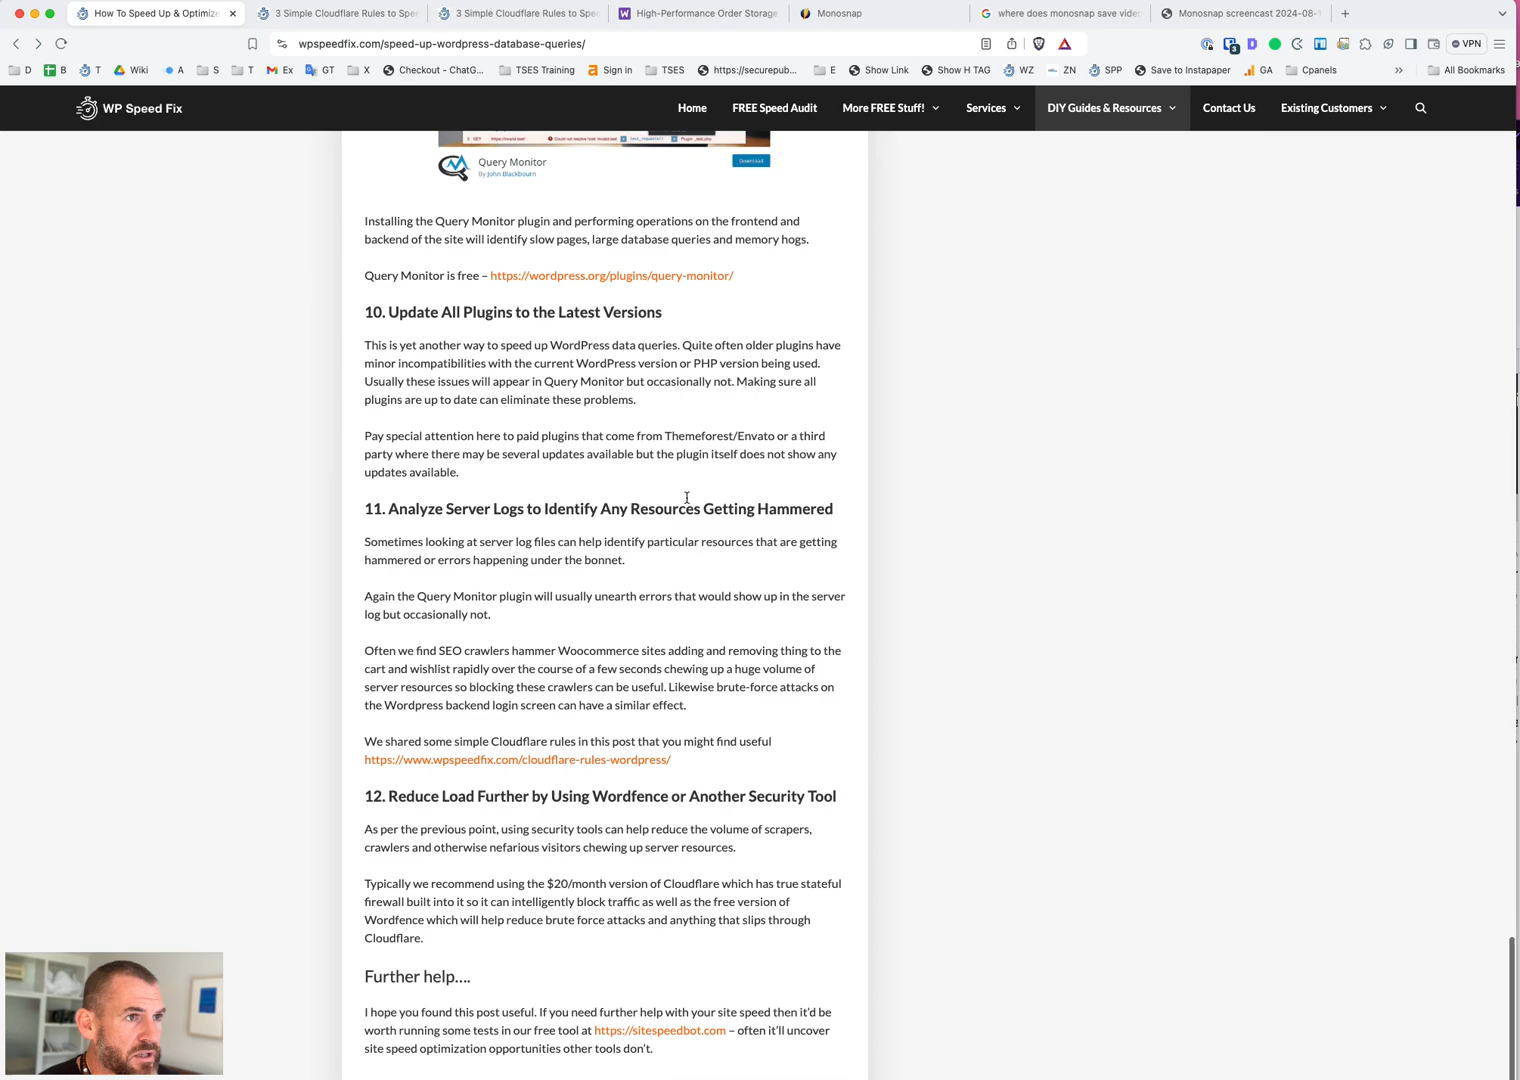 How To Speed Up & Optimize
3 Simple Cloudflare Rules to Spe
3 Simple Cloudflare Rules to Spe
High-Performance Order Storage
Monosnap
where does monosnap save vide
Monosnap screencast 2024-08-1
wpspeedfix.com/speed-up-wordpress-database-queries/
3
VPN
D
B
T
Wiki
A
S
T
Ex
GT
X
Checkout - ChatG...
TSES Training
Sign in
TSES
https://securepub...
E
Show Link
Show H TAG
WZ
ZN
SPP
Save to Instapaper
GA
Cpanels
»
All Bookmarks
WP Speed Fix
Home
FREE Speed Audit
More FREE Stuff!
Services
DIY Guides & Resources
Contact Us
Existing Customers
Query Monitor
By John Blackbourn
Download
Installing the Query Monitor plugin and performing operations on the frontend and
backend of the site will identify slow pages, large database queries and memory hogs.
Query Monitor is free – https://wordpress.org/plugins/query-monitor/
10. Update All Plugins to the Latest Versions
This is yet another way to speed up WordPress data queries. Quite often older plugins have
minor incompatibilities with the current WordPress version or PHP version being used.
Usually these issues will appear in Query Monitor but occasionally not. Making sure all
plugins are up to date can eliminate these problems.
Pay special attention here to paid plugins that come from Themeforest/Envato or a third
party where there may be several updates available but the plugin itself does not show any
updates available.
11. Analyze Server Logs to Identify Any Resources Getting Hammered
Sometimes looking at server log files can help identify particular resources that are getting
hammered or errors happening under the bonnet.
Again the Query Monitor plugin will usually unearth errors that would show up in the server
log but occasionally not.
Often we find SEO crawlers hammer Woocommerce sites adding and removing thing to the
cart and wishlist rapidly over the course of a few seconds chewing up a huge volume of
server resources so blocking these crawlers can be useful. Likewise brute-force attacks on
the Wordpress backend login screen can have a similar effect.
We shared some simple Cloudflare rules in this post that you might find useful
https://www.wpspeedfix.com/cloudflare-rules-wordpress/
12. Reduce Load Further by Using Wordfence or Another Security Tool
As per the previous point, using security tools can help reduce the volume of scrapers,
crawlers and otherwise nefarious visitors chewing up server resources.
Typically we recommend using the $20/month version of Cloudflare which has true stateful
firewall built into it so it can intelligently block traffic as well as the free version of
Wordfence which will help reduce brute force attacks and anything that slips through
Cloudflare.
Further help....
I hope you found this post useful. If you need further help with your site speed then it'd be
worth running some tests in our free tool at https://sitespeedbot.com – often it'll uncover
site speed optimization opportunities other tools don't.